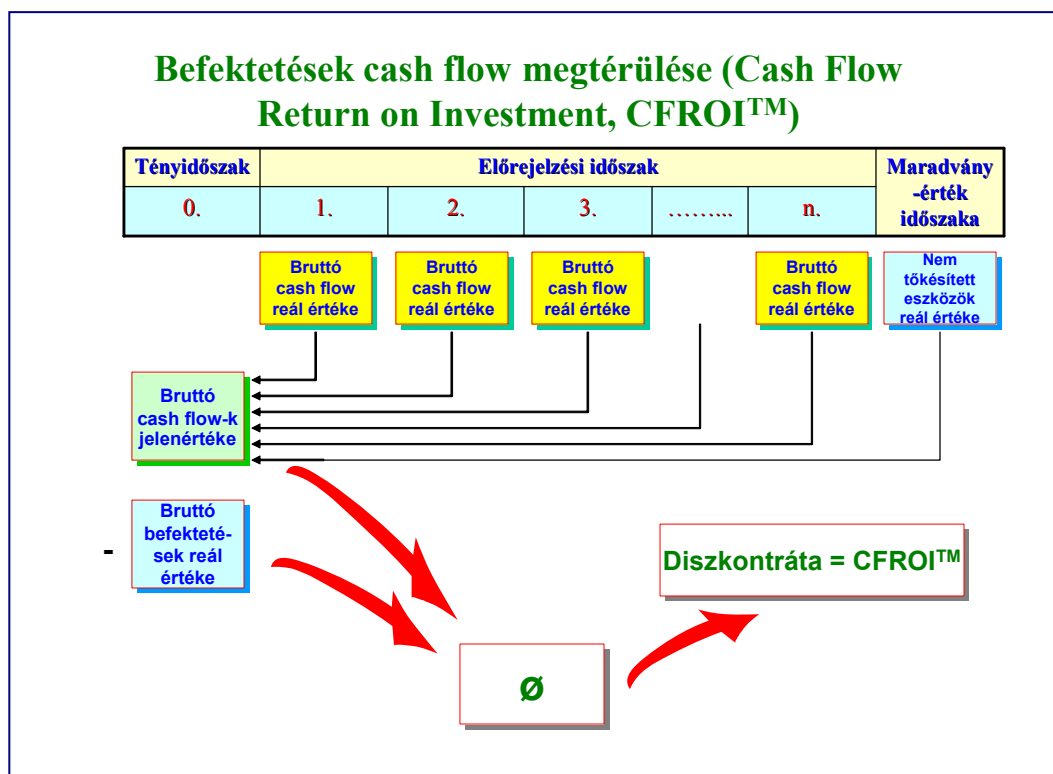 Befektetések cash flow megtérülése (Cash Flow
Return on Investment, CFROI™)
Tényidőszak
Előrejelzési időszak
Maradvány
-érték
időszaka
0.
1.
2.
3.
………...
n.
Bruttó
cash flow
reál értéke
Bruttó
cash flow
reál értéke
Bruttó
cash flow
reál értéke
Bruttó
cash flow
reál értéke
Nem
tőkésített
eszközök
reál értéke
Bruttó
cash flow-k
jelenértéke
-
Bruttó
befekteté-
sek reál
értéke
Diszkontráta = CFROI™
Ø